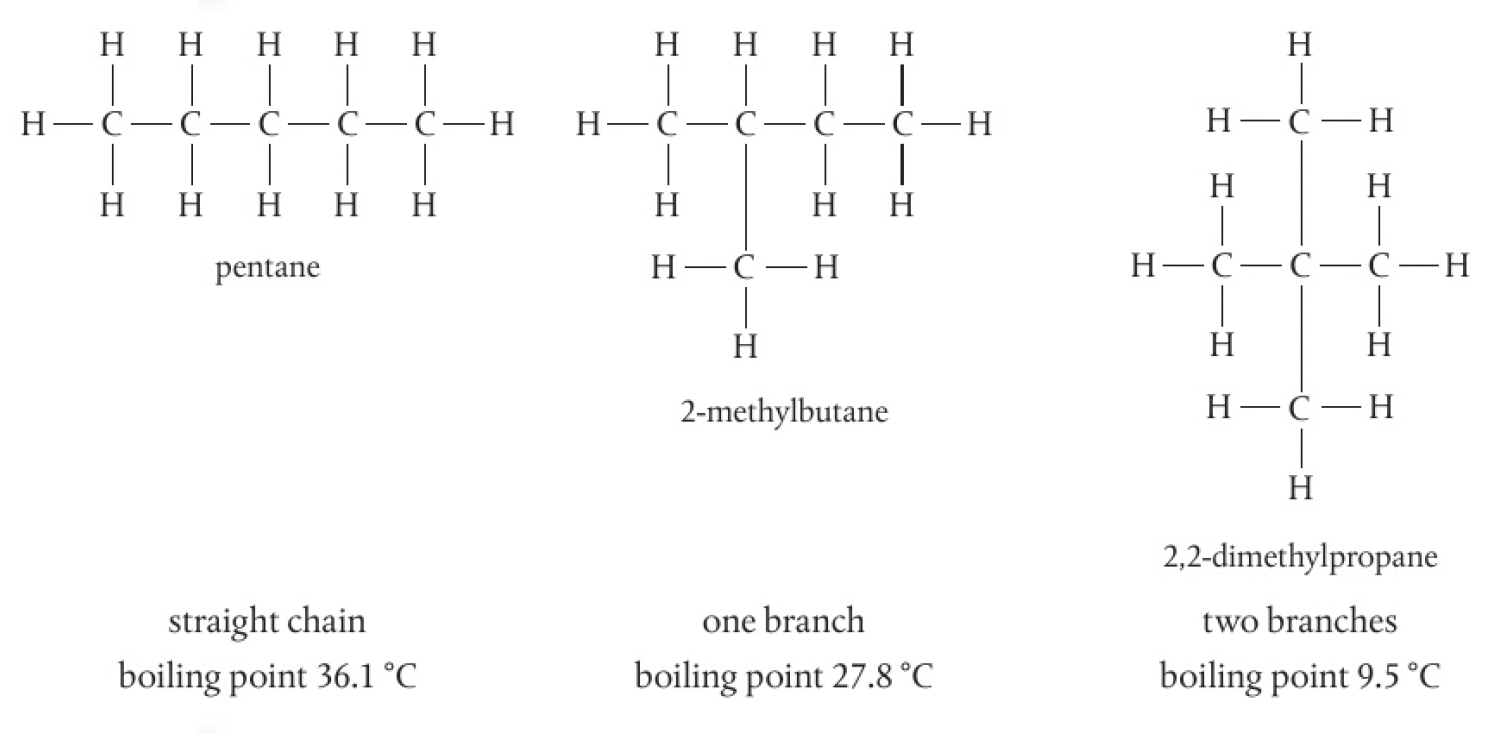 H H H H H
H—C—C—C—C—C—H
H H H H H
pentane
H H H H
H—C—C—C—C—H
H H H
H—C—H
H
2-methylbutane
H
H—C—H
H H
H—C—C—C—H
H H
H—C—H
H
2,2-dimethylpropane
straight chain
boiling point 36.1 °C
one branch
boiling point 27.8 °C
two branches
boiling point 9.5 °C